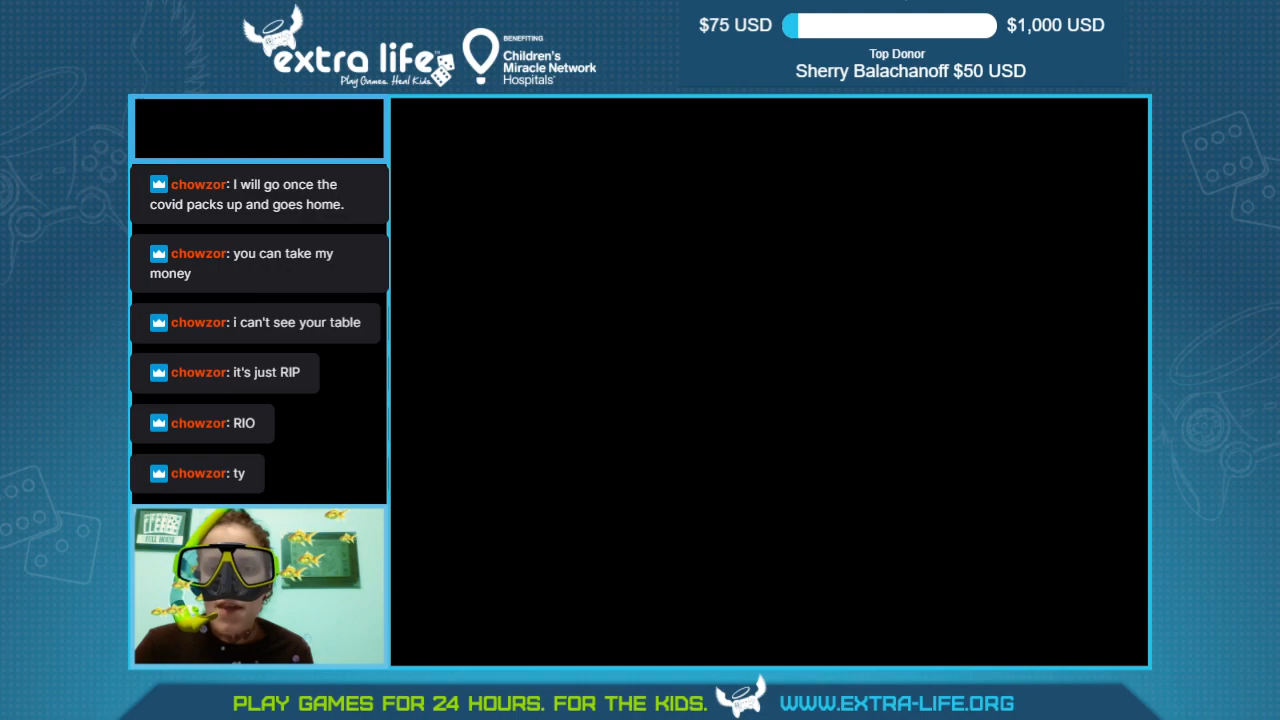 extra life
Play Games. Heal Kids.
BENEFITING
Children's
Miracle Network
Hospitals
$75 USD
$1,000 USD
Top Donor
Sherry Balachanoff $50 USD
chowzor: I will go once the
covid packs up and goes home.
chowzor: you can take my
money
chowzor: i can't see your table
chowzor: it's just RIP
chowzor: RIO
chowzor: ty
FULL HOUSE
PLAY GAMES FOR 24 HOURS. FOR THE KIDS.
WWW.EXTRA-LIFE.ORG